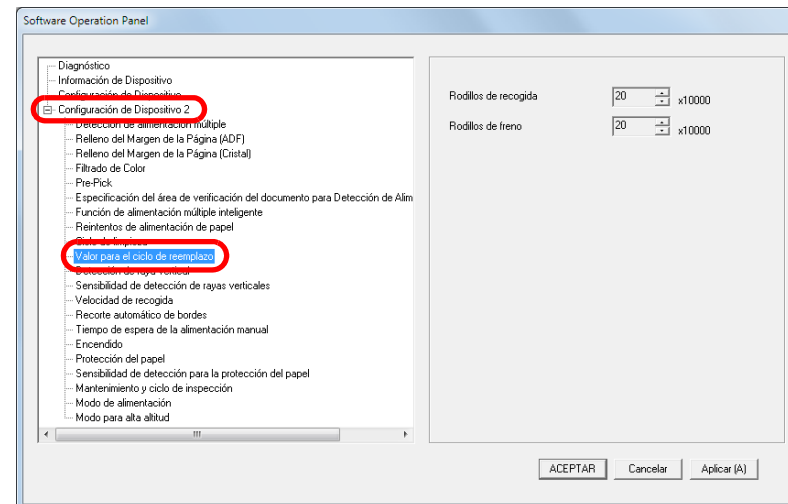 Software Operation Panel
Diagnóstico
Información de Dispositivo
Configuración de Dispositivo
Configuración de Dispositivo 2
Detección de alimentación múltiple
Relleno del Margen de la Página (ADF)
Relleno del Margen de la Página (Cristal)
Filtrado de Color
Pre-Pick
Especificación del área de verificación del documento para Detección de Alim
Función de alimentación múltiple inteligente
Reintentos de alimentación de papel
Ciclo de limpieza
Valor para el ciclo de reemplazo
Detección de raya vertical
Sensibilidad de detección de rayas verticales
Velocidad de recogida
Recorte automático de bordes
Tiempo de espera de la alimentación manual
Encendido
Protección del papel
Sensibilidad de detección para la protección del papel
Mantenimiento y ciclo de inspección
Modo de alimentación
Modo para alta altitud
Rodillos de recogida 20 x10000
Rodillos de freno 20 x10000
ACEPTAR Cancelar Aplicar (A)